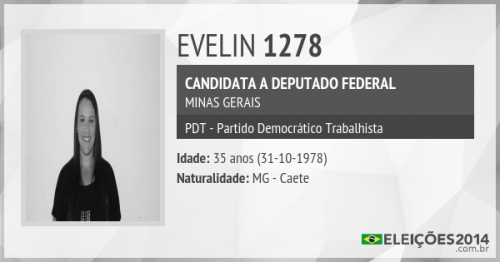 EVELIN 1278
CANDIDATA A DEPUTADO FEDERAL
MINAS GERAIS
PDT - Partido Democrático Trabalhista
Idade: 35 anos (31-10-1978)
Naturalidade: MG - Caete
ELEIÇÕES2014
.com.br